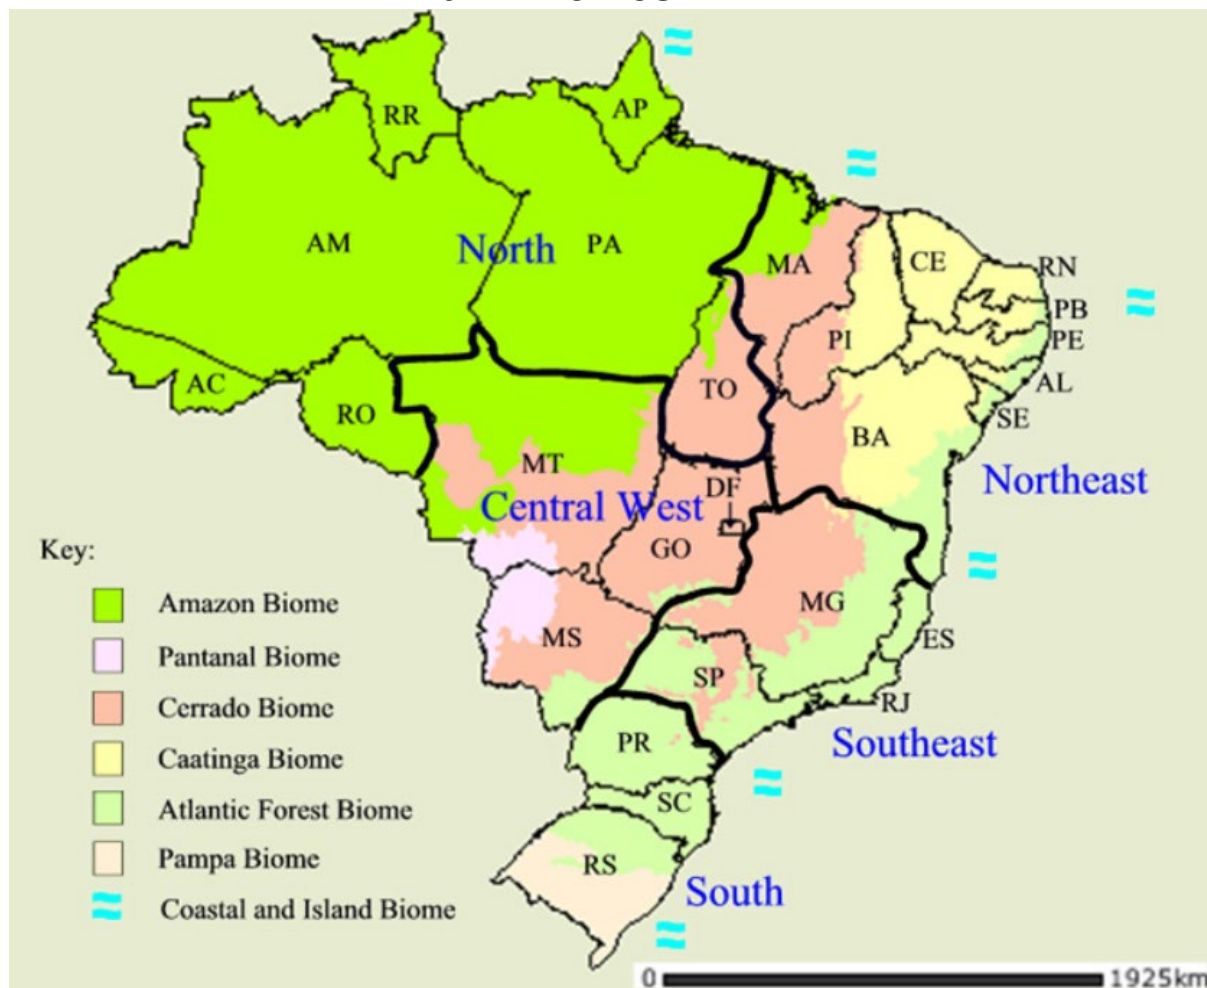 RR
AP
AM
North
PA
MA
CE
RN
PB
PI
PE
AC
TO
AL
RO
SE
BA
MT
Northeast
DF
Central West
GO
Key:
Amazon Biome
MG
MS
ES
Pantanal Biome
SP
Cerrado Biome
RJ
PR
Southeast
Caatinga Biome
SC
Atlantic Forest Biome
Pampa Biome
RS
South
Coastal and Island Biome
0 1925km